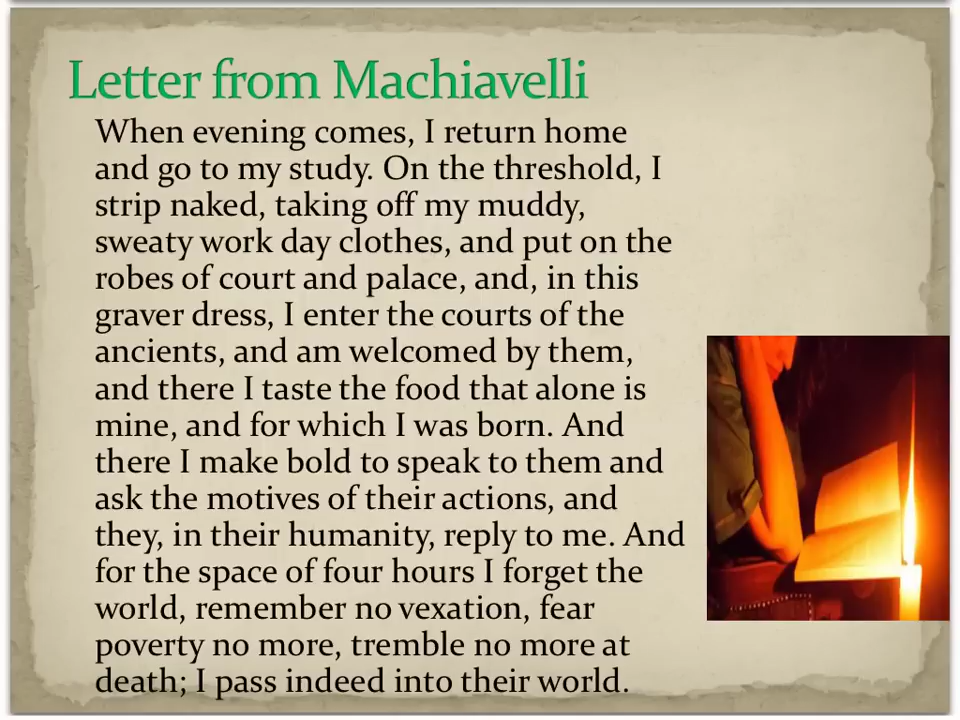 Letter from Machiavelli
When evening comes, I return home
and go to my study. On the threshold, I
strip naked, taking off my muddy,
sweaty work day clothes, and put on the
robes of court and palace, and, in this
graver dress, I enter the courts of the
ancients, and am welcomed by them,
and there I taste the food that alone is
mine, and for which I was born. And
there I make bold to speak to them and
ask the motives of their actions, and
they, in their humanity, reply to me. And
for the space of four hours I forget the
world, remember no vexation, fear
poverty no more, tremble no more at
death; I pass indeed into their world.